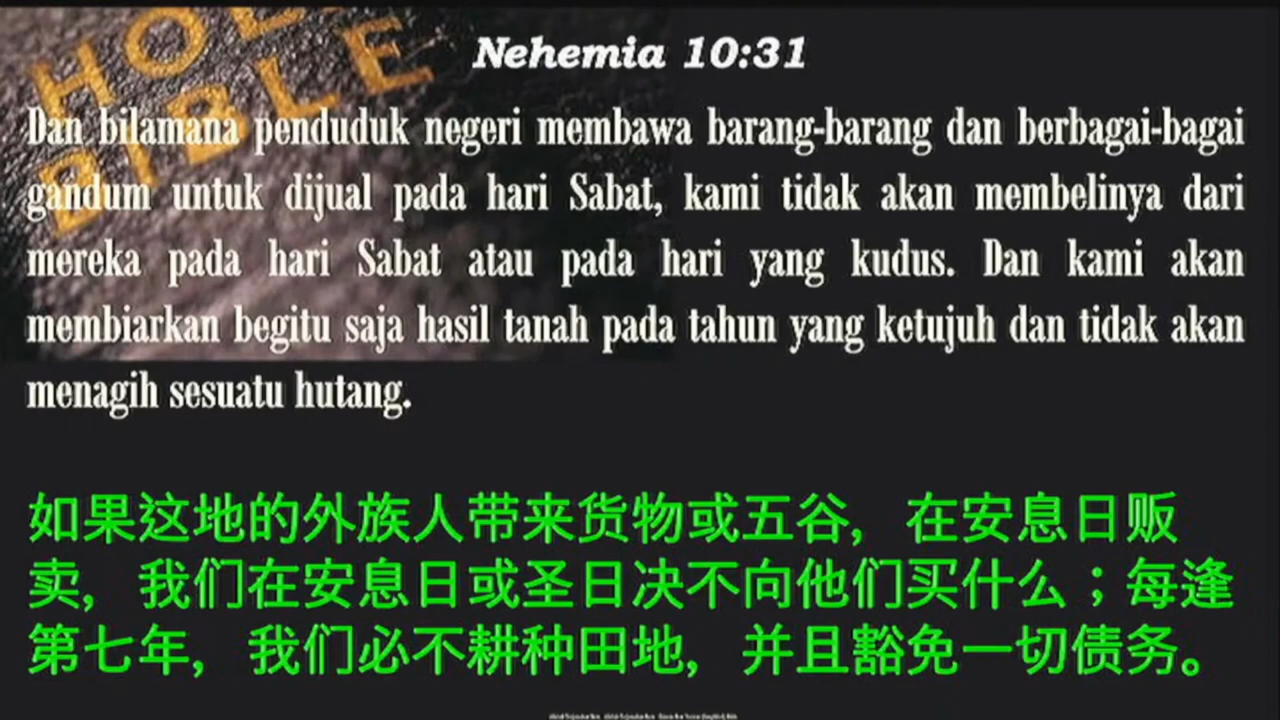 HOL
BIBLE
Nehemia 10:31
Dan bilamana penduduk negeri membawa barang-barang dan berbagai-bagai
gandum untuk dijual pada hari Sabat, kami tidak akan membelinya dari
mereka pada hari Sabat atau pada hari yang kudus. Dan kami akan
membiarkan begitu saja hasil tanah pada tahun yang ketujuh dan tidak akan
menagih sesuatu hutang.
如果这地的外族人带来货物或五谷，在安息日贩
卖，我们在安息日或圣日决不向他们买什么；每逢
第七年，我们必不耕种田地，并且豁免一切债务。